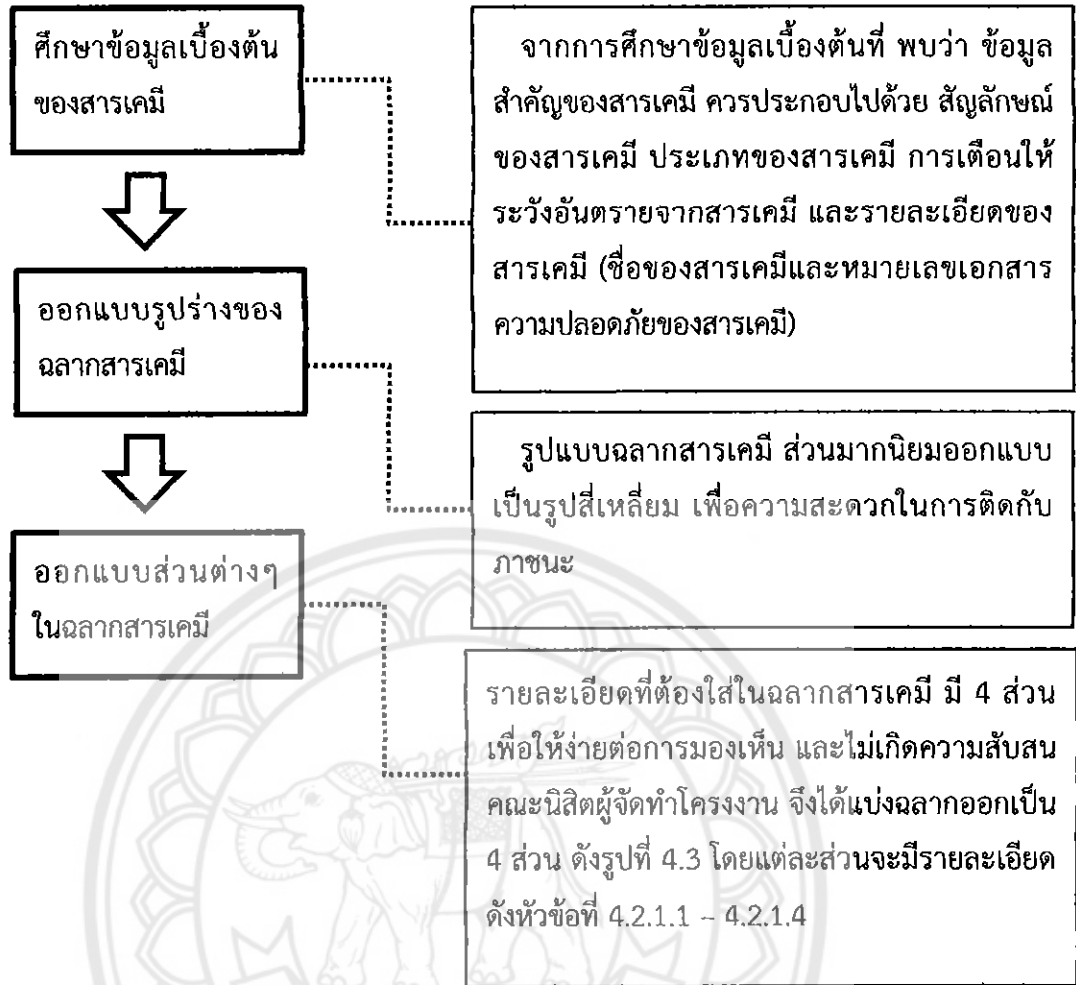 ศึกษาข้อมูลเบื้องต้น
ของสารเคมี
จากการศึกษาข้อมูลเบื้องต้นที่ พบว่า ข้อมูล
สำคัญของสารเคมี ควรประกอบไปด้วย สัญลักษณ์
ของสารเคมี ประเภทของสารเคมี การเตือนให้
ระวังอันตรายจากสารเคมี และรายละเอียดของ
สารเคมี (ชื่อของสารเคมีและหมายเลขเอกสาร
ความปลอดภัยของสารเคมี)
ออกแบบรูปร่างของ
ฉลากสารเคมี
รูปแบบฉลากสารเคมี ส่วนมากนิยมออกแบบ
เป็นรูปสี่เหลี่ยม เพื่อความสะดวกในการติดกับ
ภาชนะ
ออกแบบส่วนต่างๆ
ในฉลากสารเคมี
รายละเอียดที่ต้องใส่ในฉลากสารเคมี มี 4 ส่วน
เพื่อให้ง่ายต่อการมองเห็น และไม่เกิดความสับสน
คณะนิสิตผู้จัดทำโครงงาน จึงได้แบ่งฉลากออกเป็น
4 ส่วน ดังรูปที่ 4.3 โดยแต่ละส่วนจะมีรายละเอียด
ดังหัวข้อที่ 4.2.1.1 – 4.2.1.4